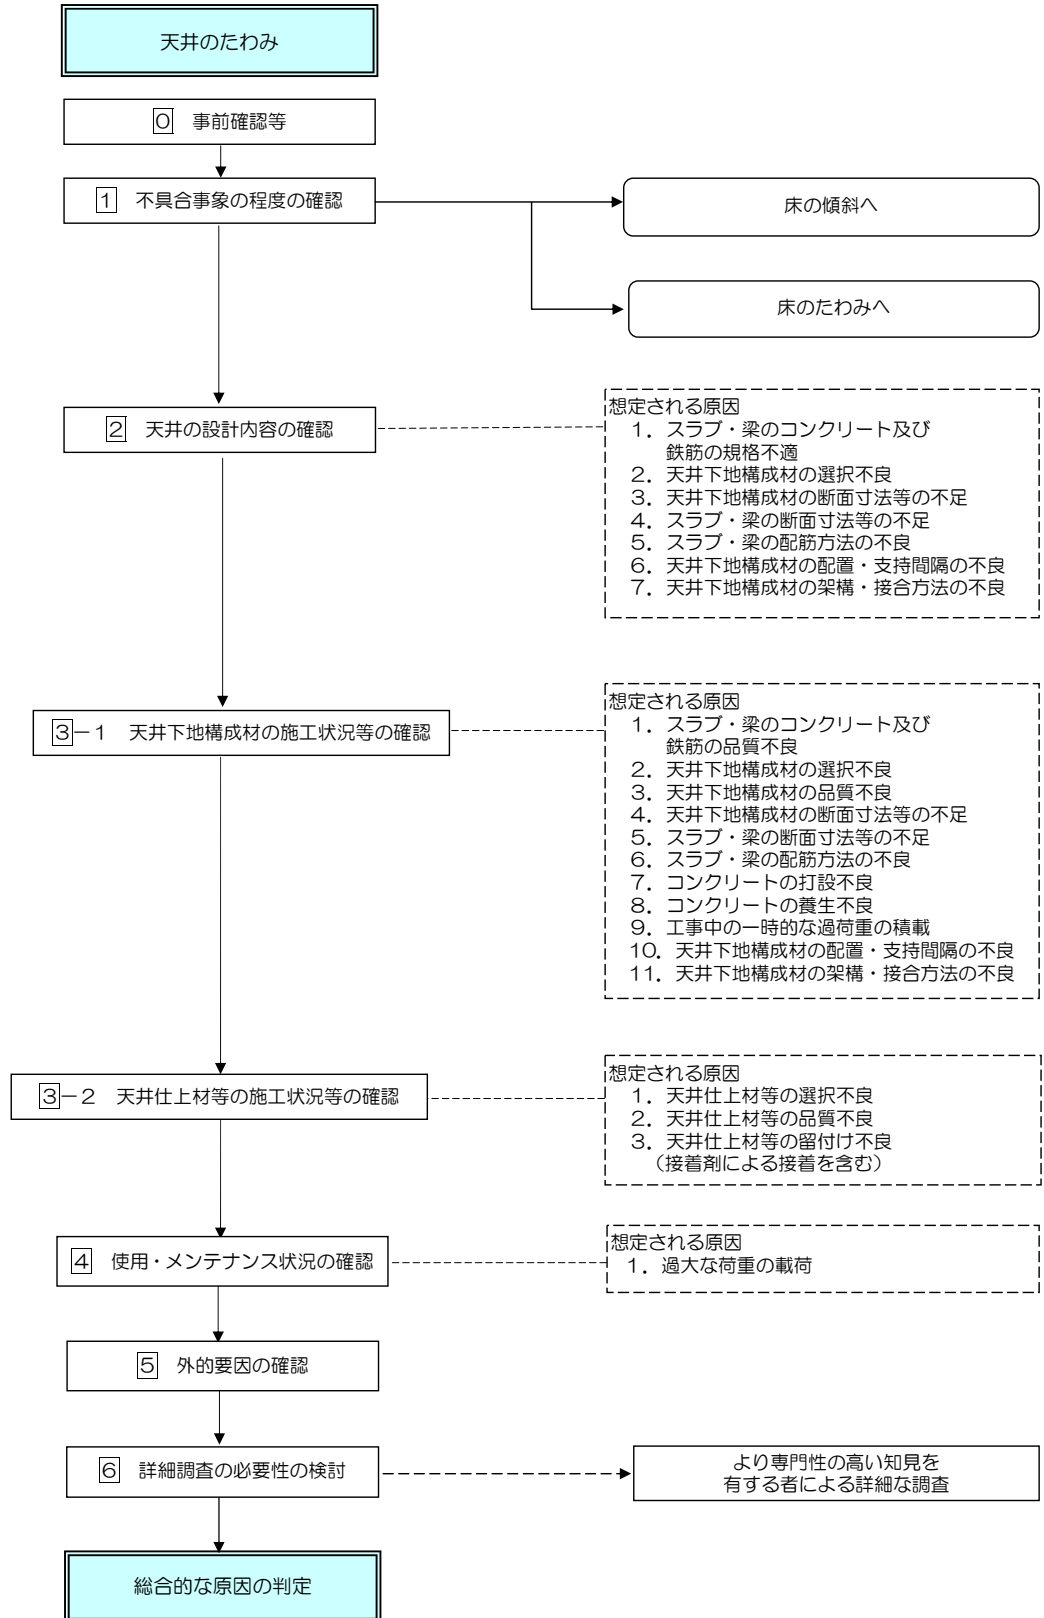 天井のたわみ
0 事前確認等
1 不具合事象の程度の確認
床の傾斜へ
床のたわみへ
2 天井の設計内容の確認
想定される原因
1．スラブ・梁のコンクリート及び
鉄筋の規格不適
2．天井下地構成材の選択不良
3．天井下地構成材の断面寸法等の不足
4．スラブ・梁の断面寸法等の不足
5．スラブ・梁の配筋方法の不良
6．天井下地構成材の配置・支持間隔の不良
7．天井下地構成材の架構・接合方法の不良
3－1 天井下地構成材の施工状況等の確認
想定される原因
1．スラブ・梁のコンクリート及び
鉄筋の品質不良
2．天井下地構成材の選択不良
3．天井下地構成材の品質不良
4．天井下地構成材の断面寸法等の不足
5．スラブ・梁の断面寸法等の不足
6．スラブ・梁の配筋方法の不良
7．コンクリートの打設不良
8．コンクリートの養生不良
9．工事中の一時的な過荷重の積載
10．天井下地構成材の配置・支持間隔の不良
11．天井下地構成材の架構・接合方法の不良
3－2 天井仕上材等の施工状況等の確認
想定される原因
1．天井仕上材等の選択不良
2．天井仕上材等の品質不良
3．天井仕上材等の留付け不良
（接着剤による接着を含む）
4 使用・メンテナンス状況の確認
想定される原因
1．過大な荷重の載荷
5 外的要因の確認
6 詳細調査の必要性の検討
より専門性の高い知見を
有する者による詳細な調査
総合的な原因の判定